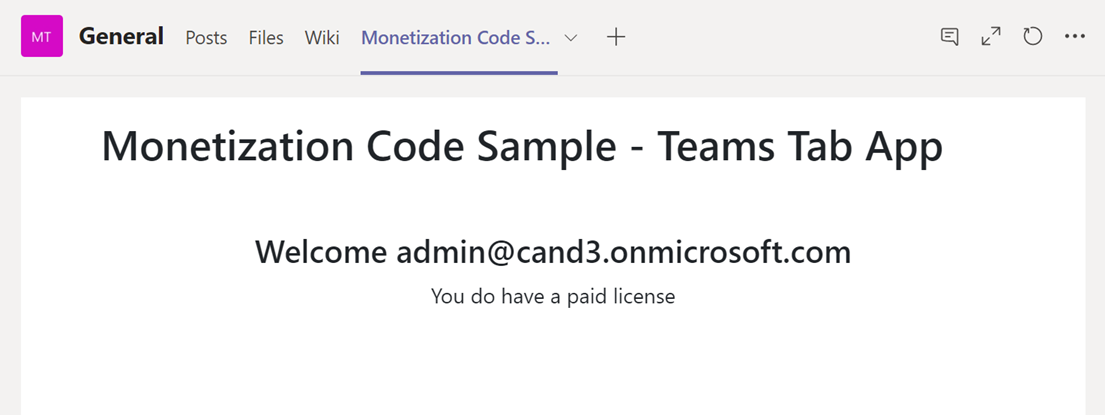 MT General Posts Files Wiki Monetization Code S...
Monetization Code Sample - Teams Tab App
Welcome admin@cand3.onmicrosoft.com
You do have a paid license